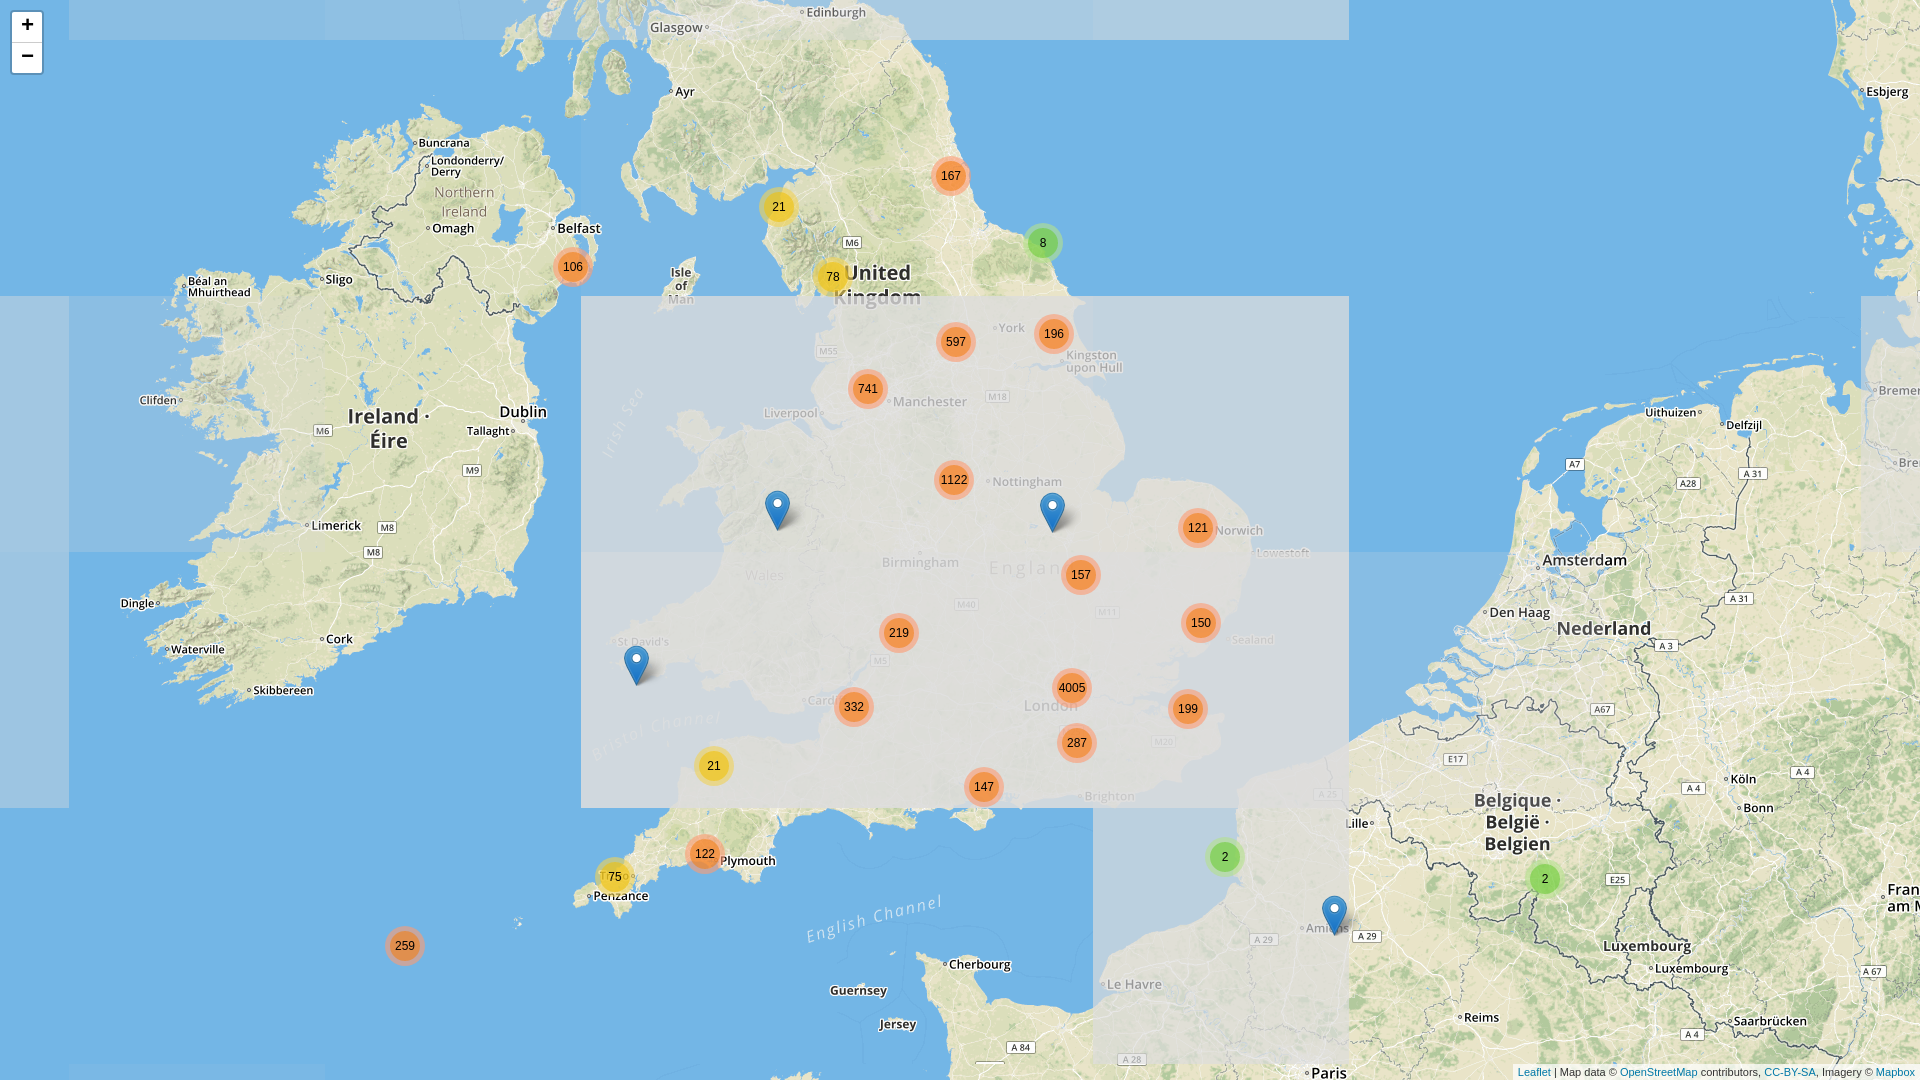 +
−
Glasgow
Edinburgh
Ayr
Esbjerg
Buncrana
Londonderry/
Derry
Northern
Ireland
Omagh
Belfast
167
21
8
M6
106
78
United
Kingdom
Isle
of
Man
Sligo
Béal an
Mhuirthead
York
196
597
M55
Kingston
upon Hull
741
Manchester
M18
Liverpool
Irish Sea
Clifden
Ireland ·
Éire
M6
Dublin
Tallaght
M9
Uithuizen
Delfzijl
A7
A 31
A28
1122
Nottingham
Limerick
M8
M8
121
Norwich
Lowestoft
Birmingham
Wales
157
Amsterdam
A 31
M40
M11
Dingle
Cork
Waterville
Skibbereen
St David's
219
M5
150
Sealand
Den Haag
Nederland
A 3
4005
London
199
332
287
M20
A67
E17
Bristol Channel
21
147
Brighton
A 25
Köln
Bonn
A 4
A 4
Belgique ·
België ·
Belgien
Lille
122
Plymouth
75
Penzance
2
2
E25
English Channel
259
Amiens
A 29
A 29
Luxembourg
Luxembourg
A 67
Cherbourg
Guernsey
Jersey
Le Havre
Reims
Saarbrücken
A 4
A 84
A 28
Paris
Leaflet | Map data © OpenStreetMap contributors, CC-BY-SA, Imagery © Mapbox